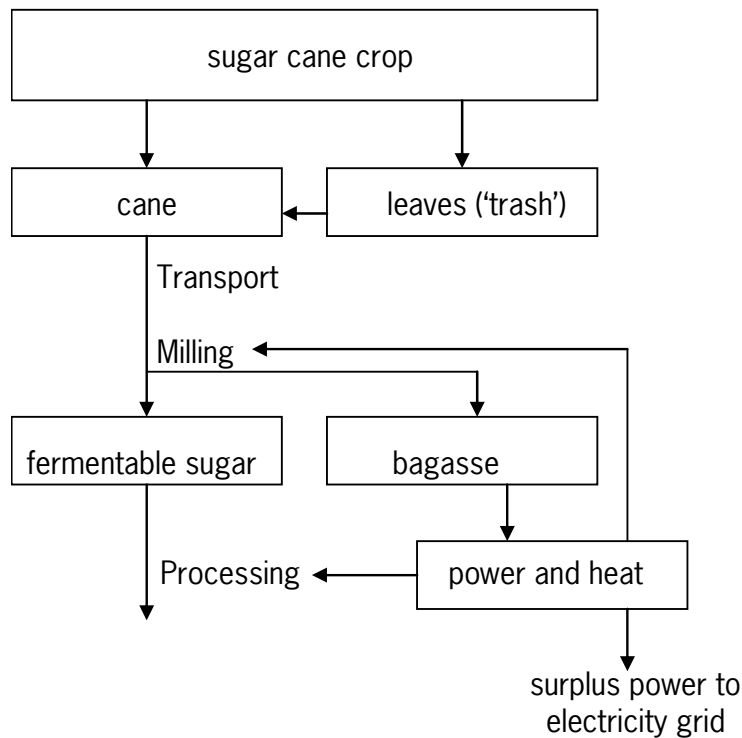 sugar cane crop
cane
leaves (‘trash’)
Transport
Milling
fermentable sugar
bagasse
Processing
power and heat
surplus power to
electricity grid